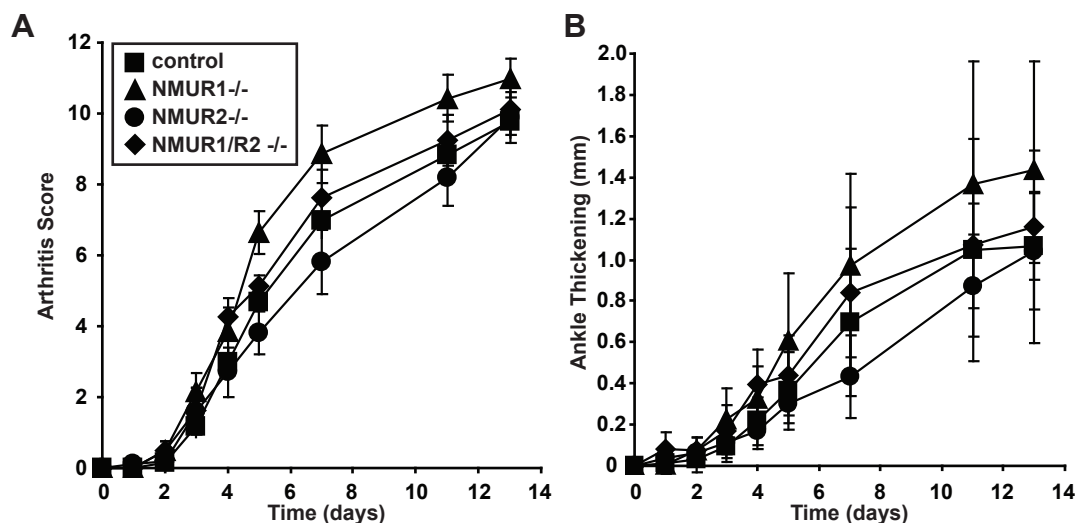 A
12
10
8
6
4
2
0
Arthritis Score
control
NMUR1-/-
NMUR2-/-
NMUR1/R2 -/-
0 2 4 6 8 10 12 14
Time (days)
B
2.0
1.8
1.6
1.4
1.2
1.0
0.8
0.6
0.4
0.2
0
Ankle Thickening (mm)
0 2 4 6 8 10 12 14
Time (days)